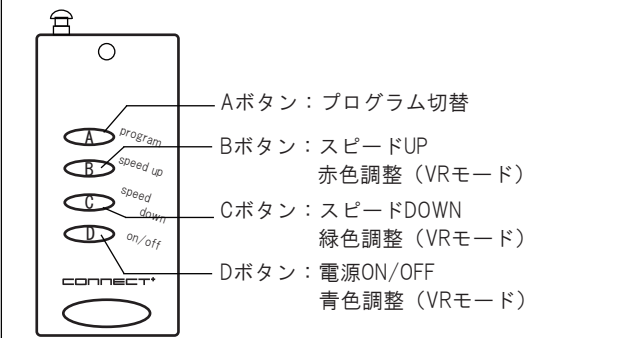 Aボタン：プログラム切替
Bボタン：スピードUP
赤色調整（VRモード）
Cボタン：スピードDOWN
緑色調整（VRモード）
Dボタン：電源ON/OFF
青色調整（VRモード）
A program
B speed up
C speed
down
D on/off
CONNECT+